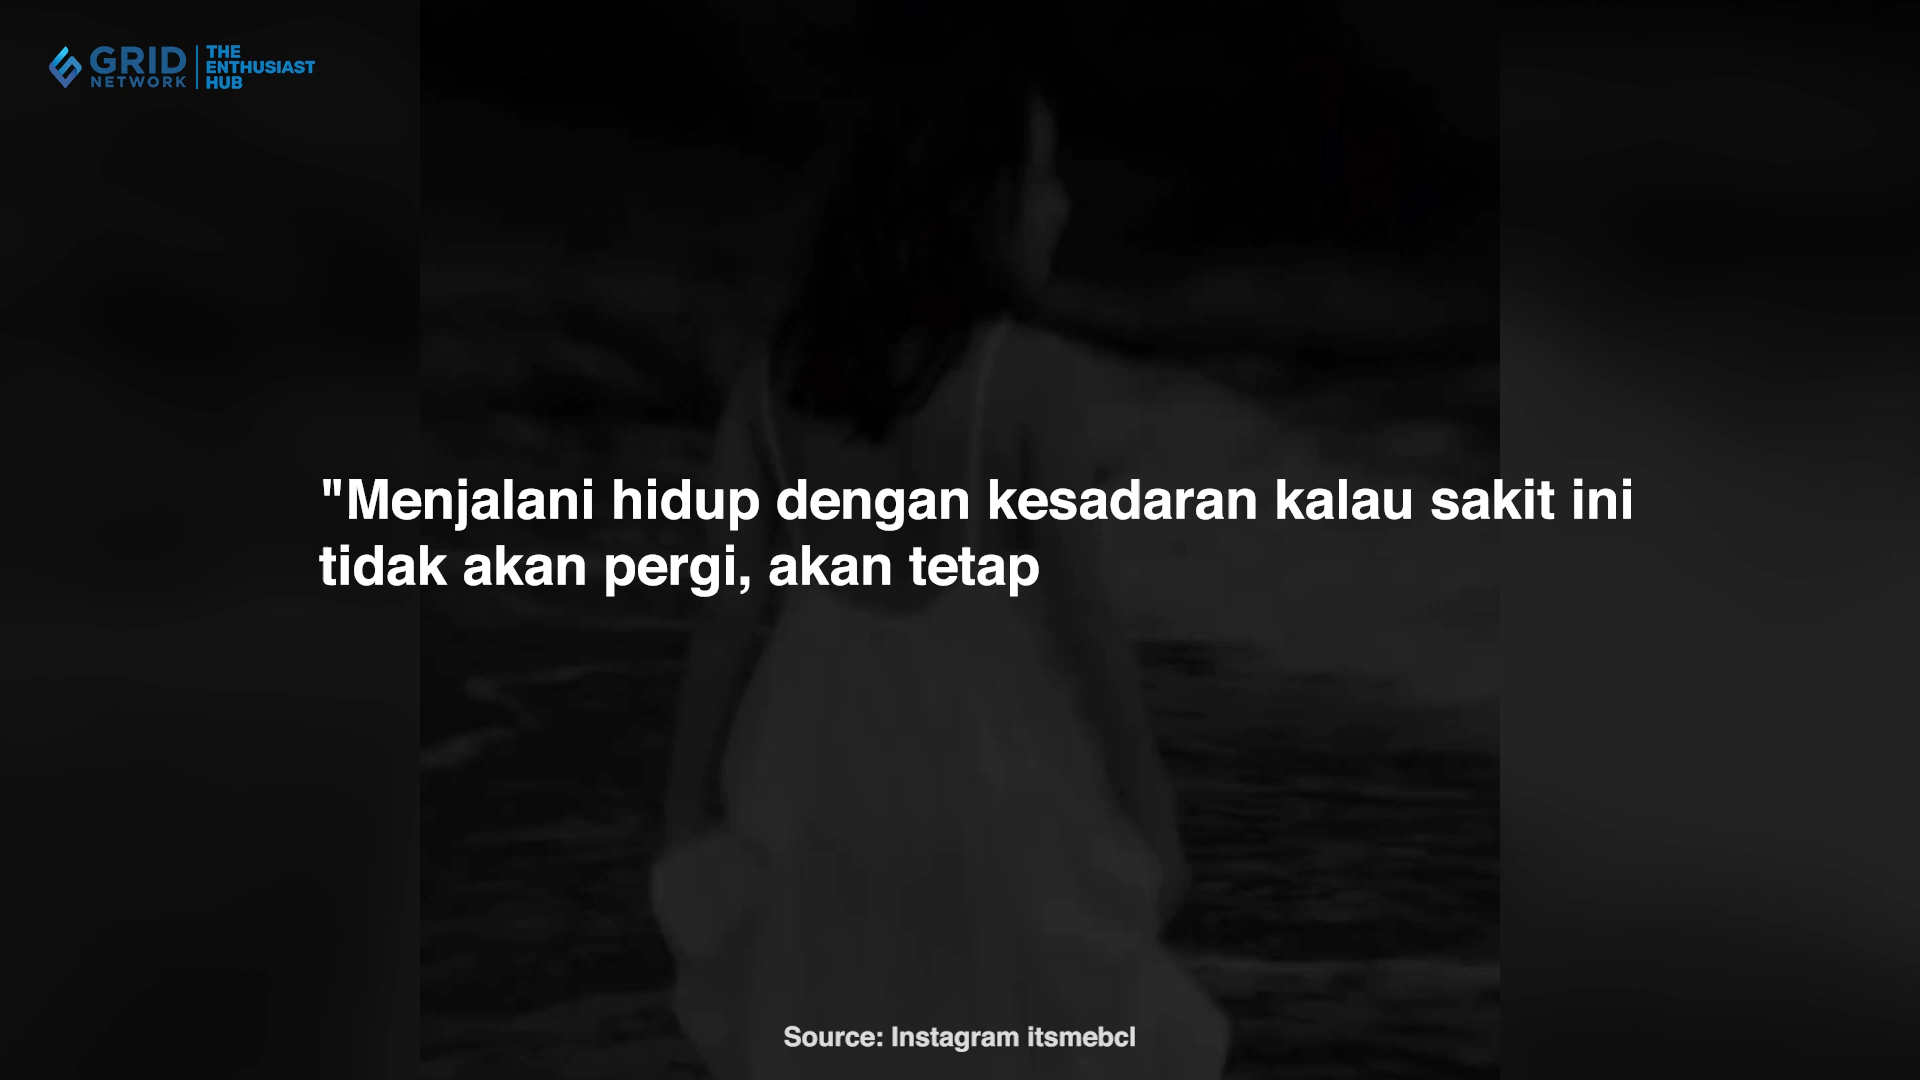 GRID
NETWORK
THE
ENTHUSIAST
HUB
"Menjalani hidup dengan kesadaran kalau sakit ini
tidak akan pergi, akan tetap
Source: Instagram itsmebcl